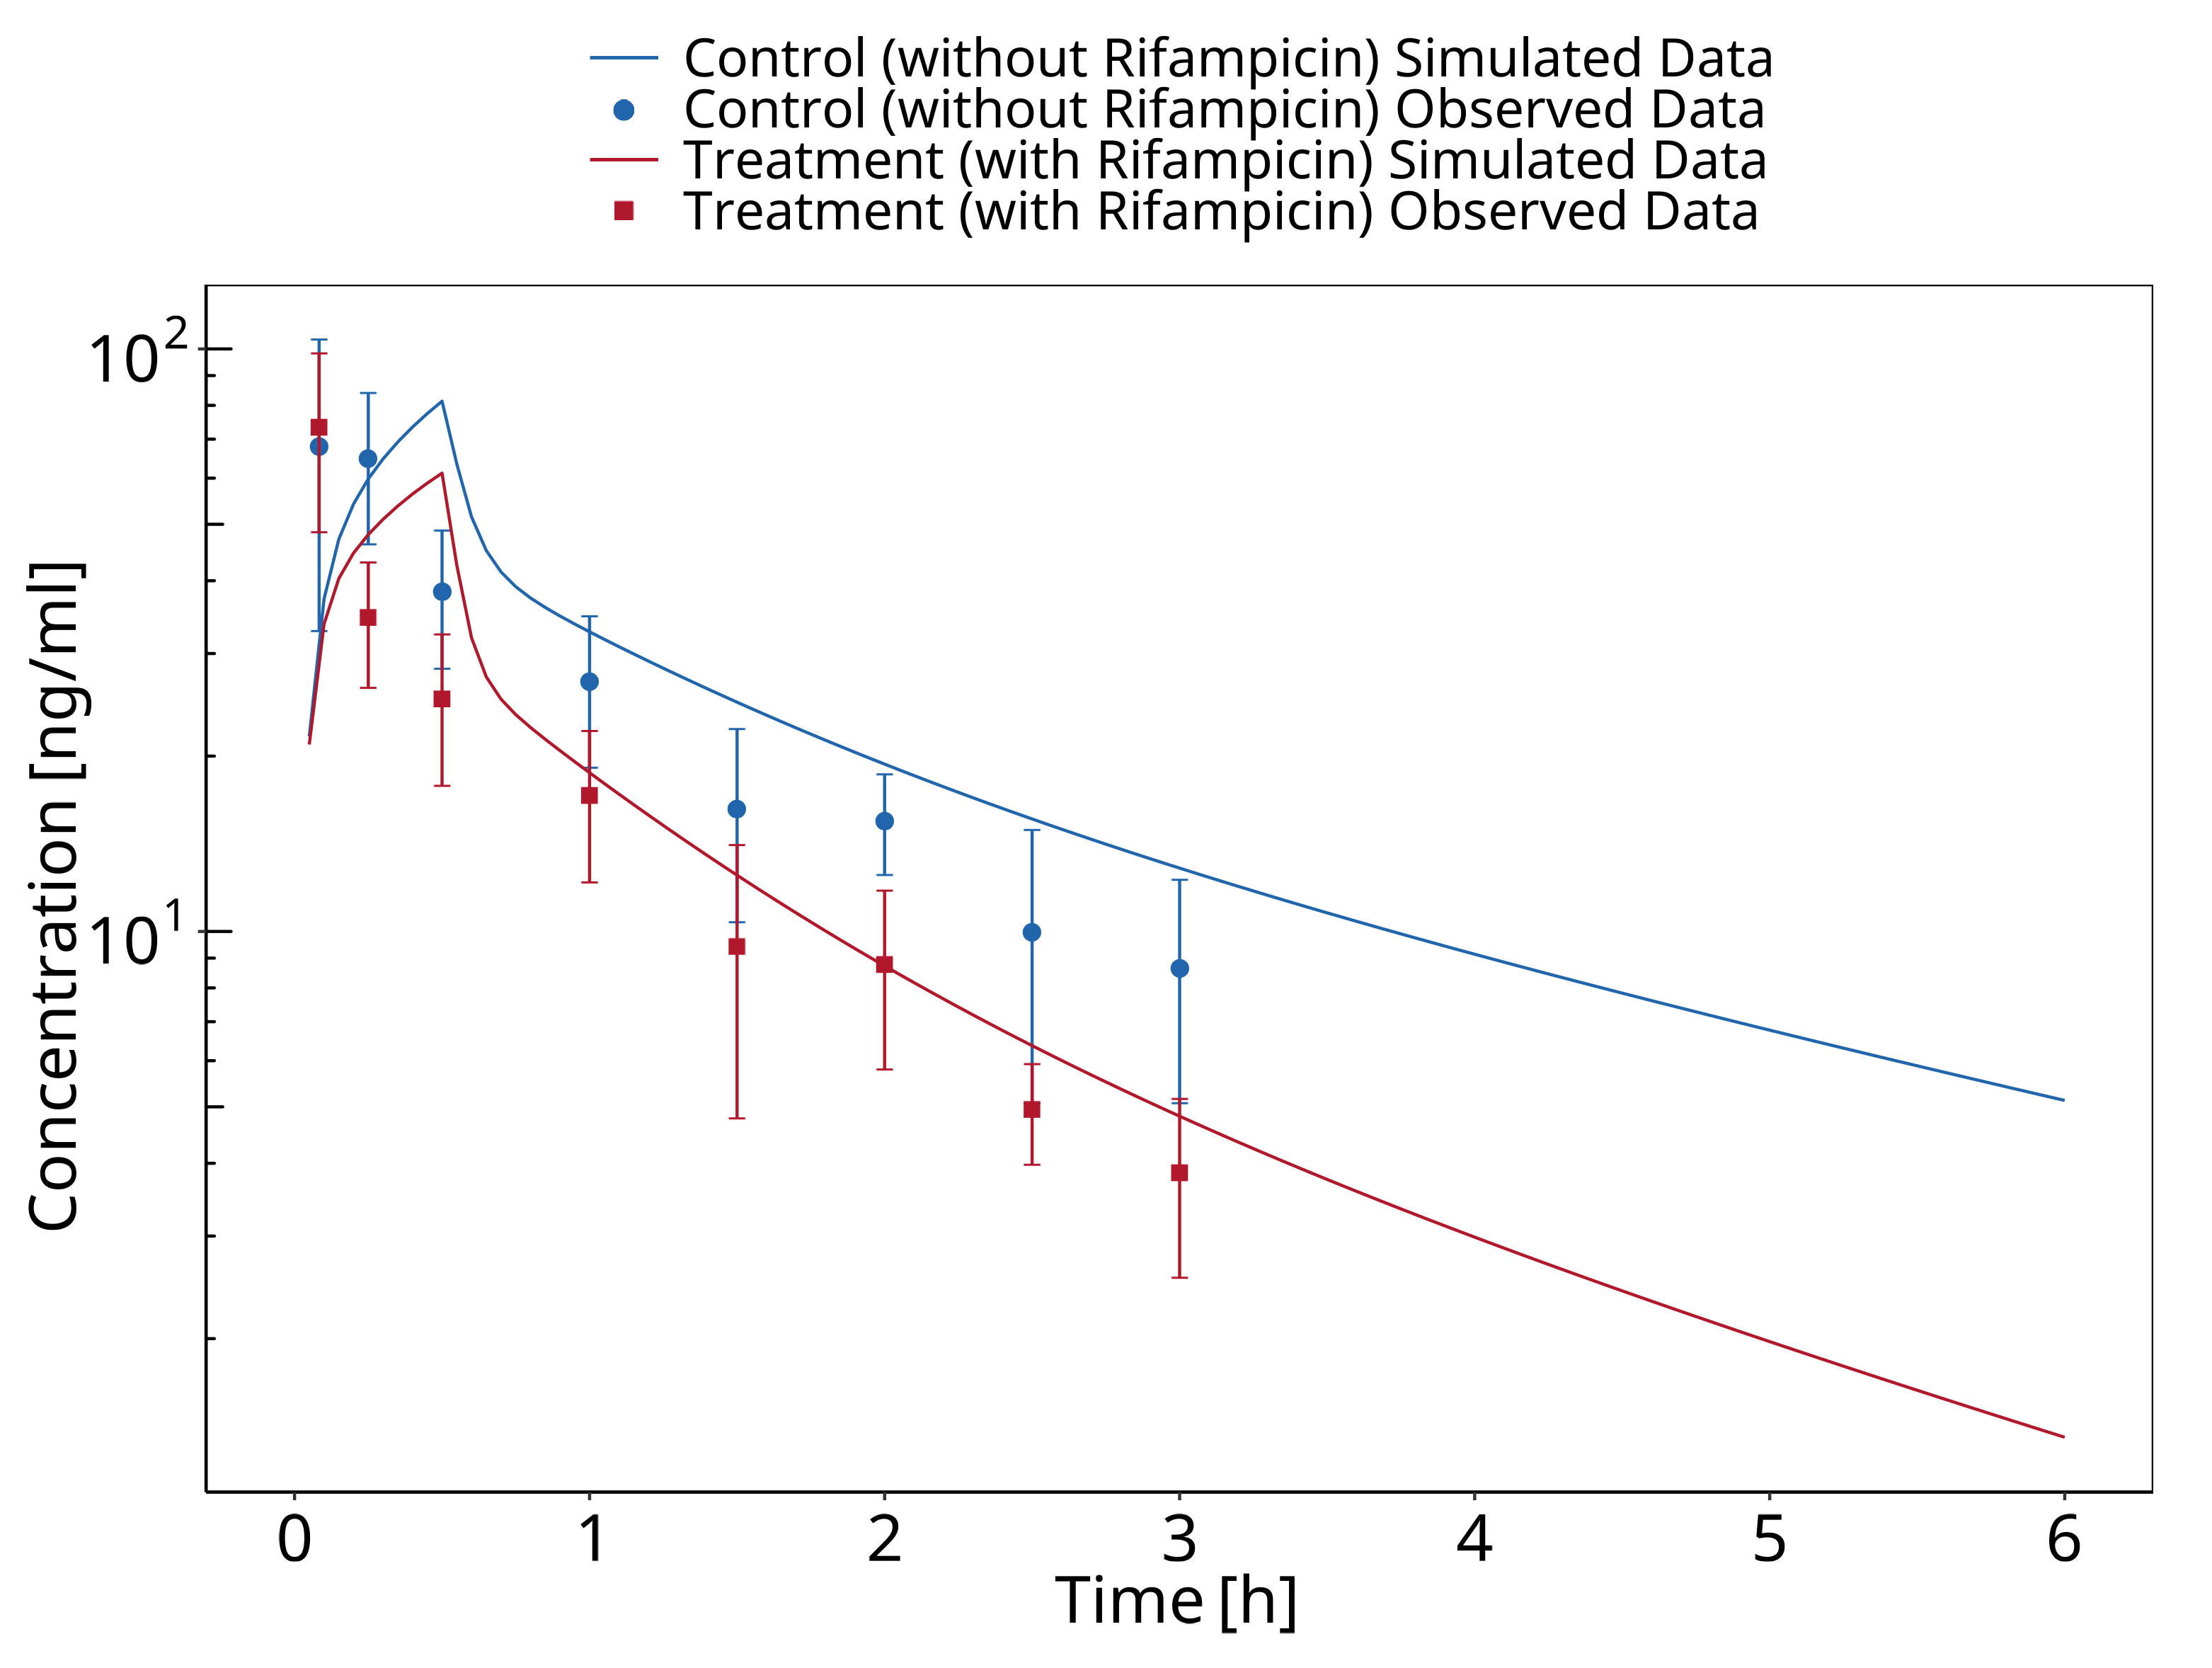 Control (without Rifampicin) Simulated Data
Control (without Rifampicin) Observed Data
Treatment (with Rifampicin) Simulated Data
Treatment (with Rifampicin) Observed Data
10²
10¹
Concentration [ng/ml]
0 1 2 3 4 5 6
Time [h]